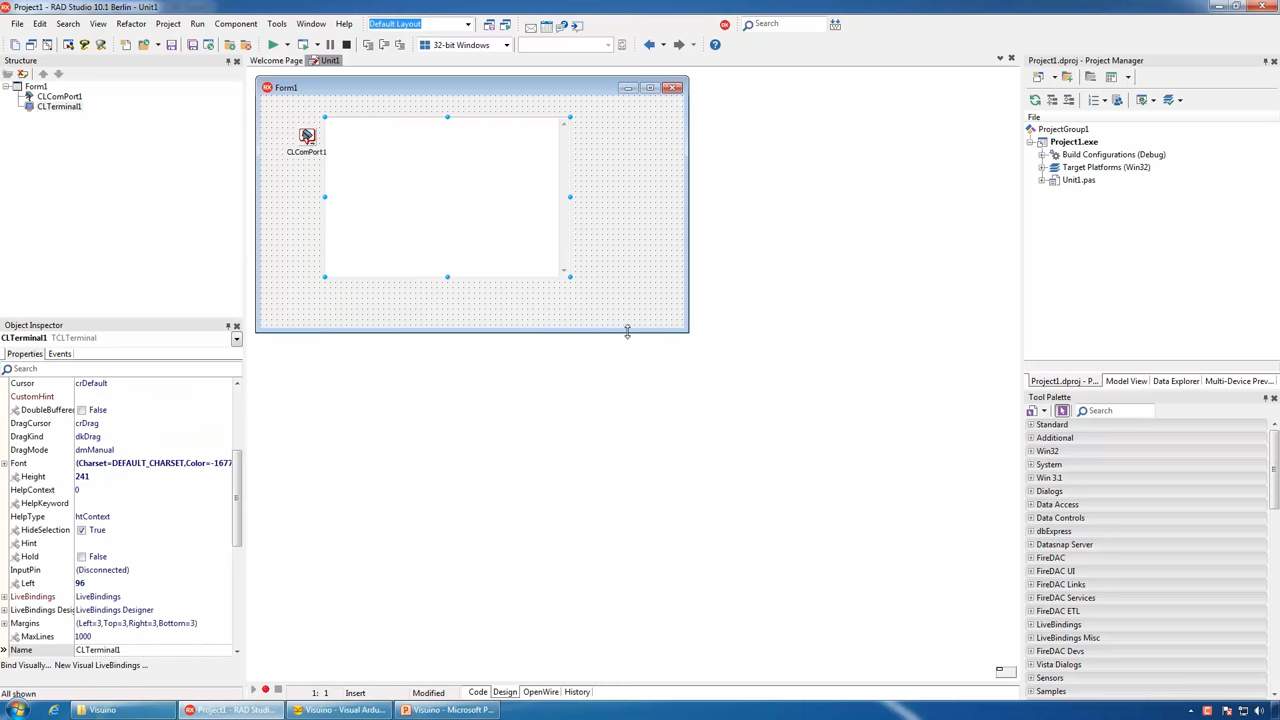 Project1 - RAD Studio 10.1 Berlin - Unit1
File Edit Search View Refactor Project Run Component Tools Window Help
Default Layout
Search
32-bit Windows
Structure
Form1
CLComPort1
CLTerminal1
Welcome Page
Unit1
Form1
CLComPort1
Object Inspector
CLTerminal1 TCLTerminal
Properties Events
Search
Cursor crDefault
CustomHint
DoubleBuffered False
DragCursor crDrag
DragKind dkDrag
DragMode dmManual
Font (Charset=DEFAULT_CHARSET,Color=-1677
Height 241
HelpContext 0
HelpKeyword
HelpType htContext
HideSelection True
Hint
Hold False
InputPin (Disconnected)
Left 96
LiveBindings LiveBindings
LiveBindings Desig LiveBindings Designer
Margins (Left=3,Top=3,Right=3,Bottom=3)
MaxLines 1000
Name CLTerminal1
Bind Visually... New Visual LiveBindings ...
All shown
1: 1
Insert
Modified
Code Design OpenWire History
Project1.dproj - Project Manager
File
ProjectGroup1
Project1.exe
Build Configurations (Debug)
Target Platforms (Win32)
Unit1.pas
Project1.dproj - P... Model View Data Explorer Multi-Device Prev...
Tool Palette
Search
Standard
Additional
Win32
System
Win 3.1
Dialogs
Data Access
Data Controls
dbExpress
Datasnap Server
FireDAC
FireDAC UI
FireDAC Links
FireDAC Services
FireDAC ETL
LiveBindings
LiveBindings Misc
FireDAC Devs
Vista Dialogs
Sensors
Samples
Visuino
Project1 - RAD Studi...
Visuino - Visual Ardu...
Visuino - Microsoft P...